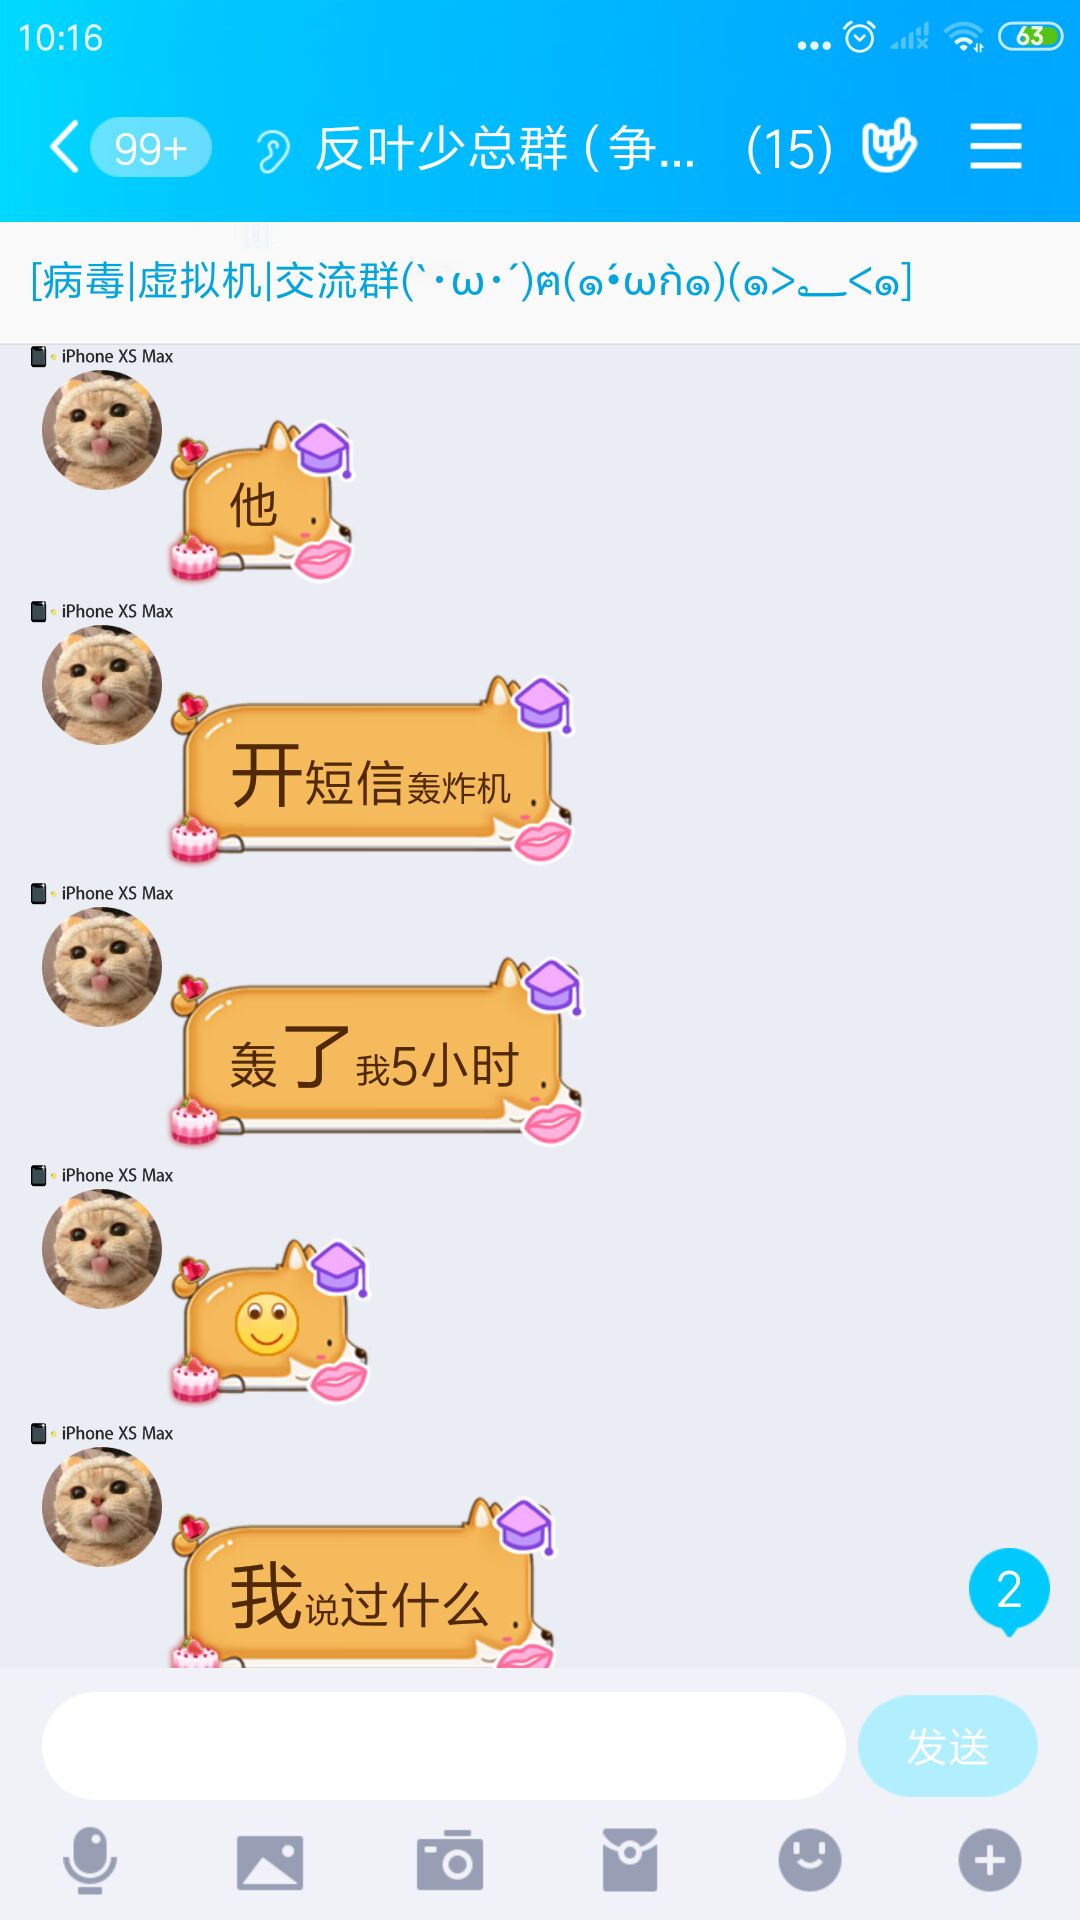 10:16
63
99+ 反叶少总群（争... (15)
[病毒|虚拟机|交流群(`･ω･´)ฅ(๑•́ωก̀๑)(๑>؂<๑]
iPhone XS Max
他
iPhone XS Max
开短信轰炸机
iPhone XS Max
轰了我5小时
iPhone XS Max
iPhone XS Max
我说过什么
2
发送